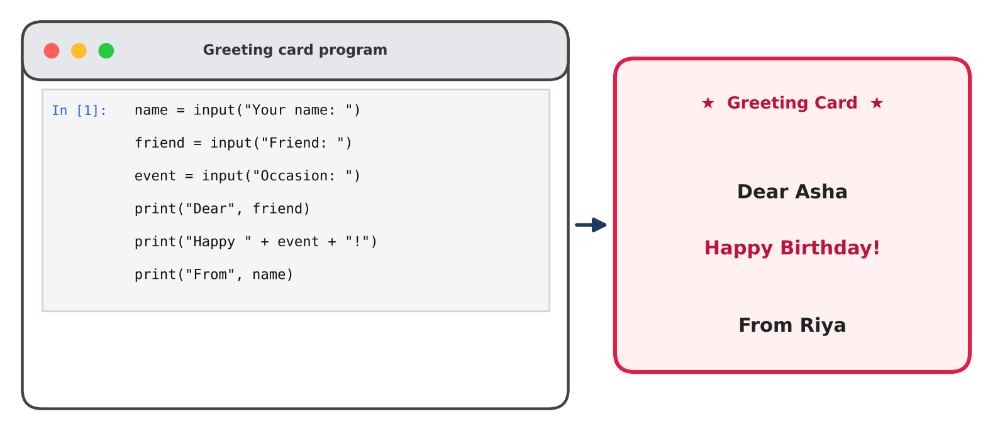 Greeting card program
In [1]: name = input("Your name: ")
friend = input("Friend: ")
event = input("Occasion: ")
print("Dear", friend)
print("Happy " + event + "!")
print("From", name)
★ Greeting Card ★
Dear Asha
Happy Birthday!
From Riya